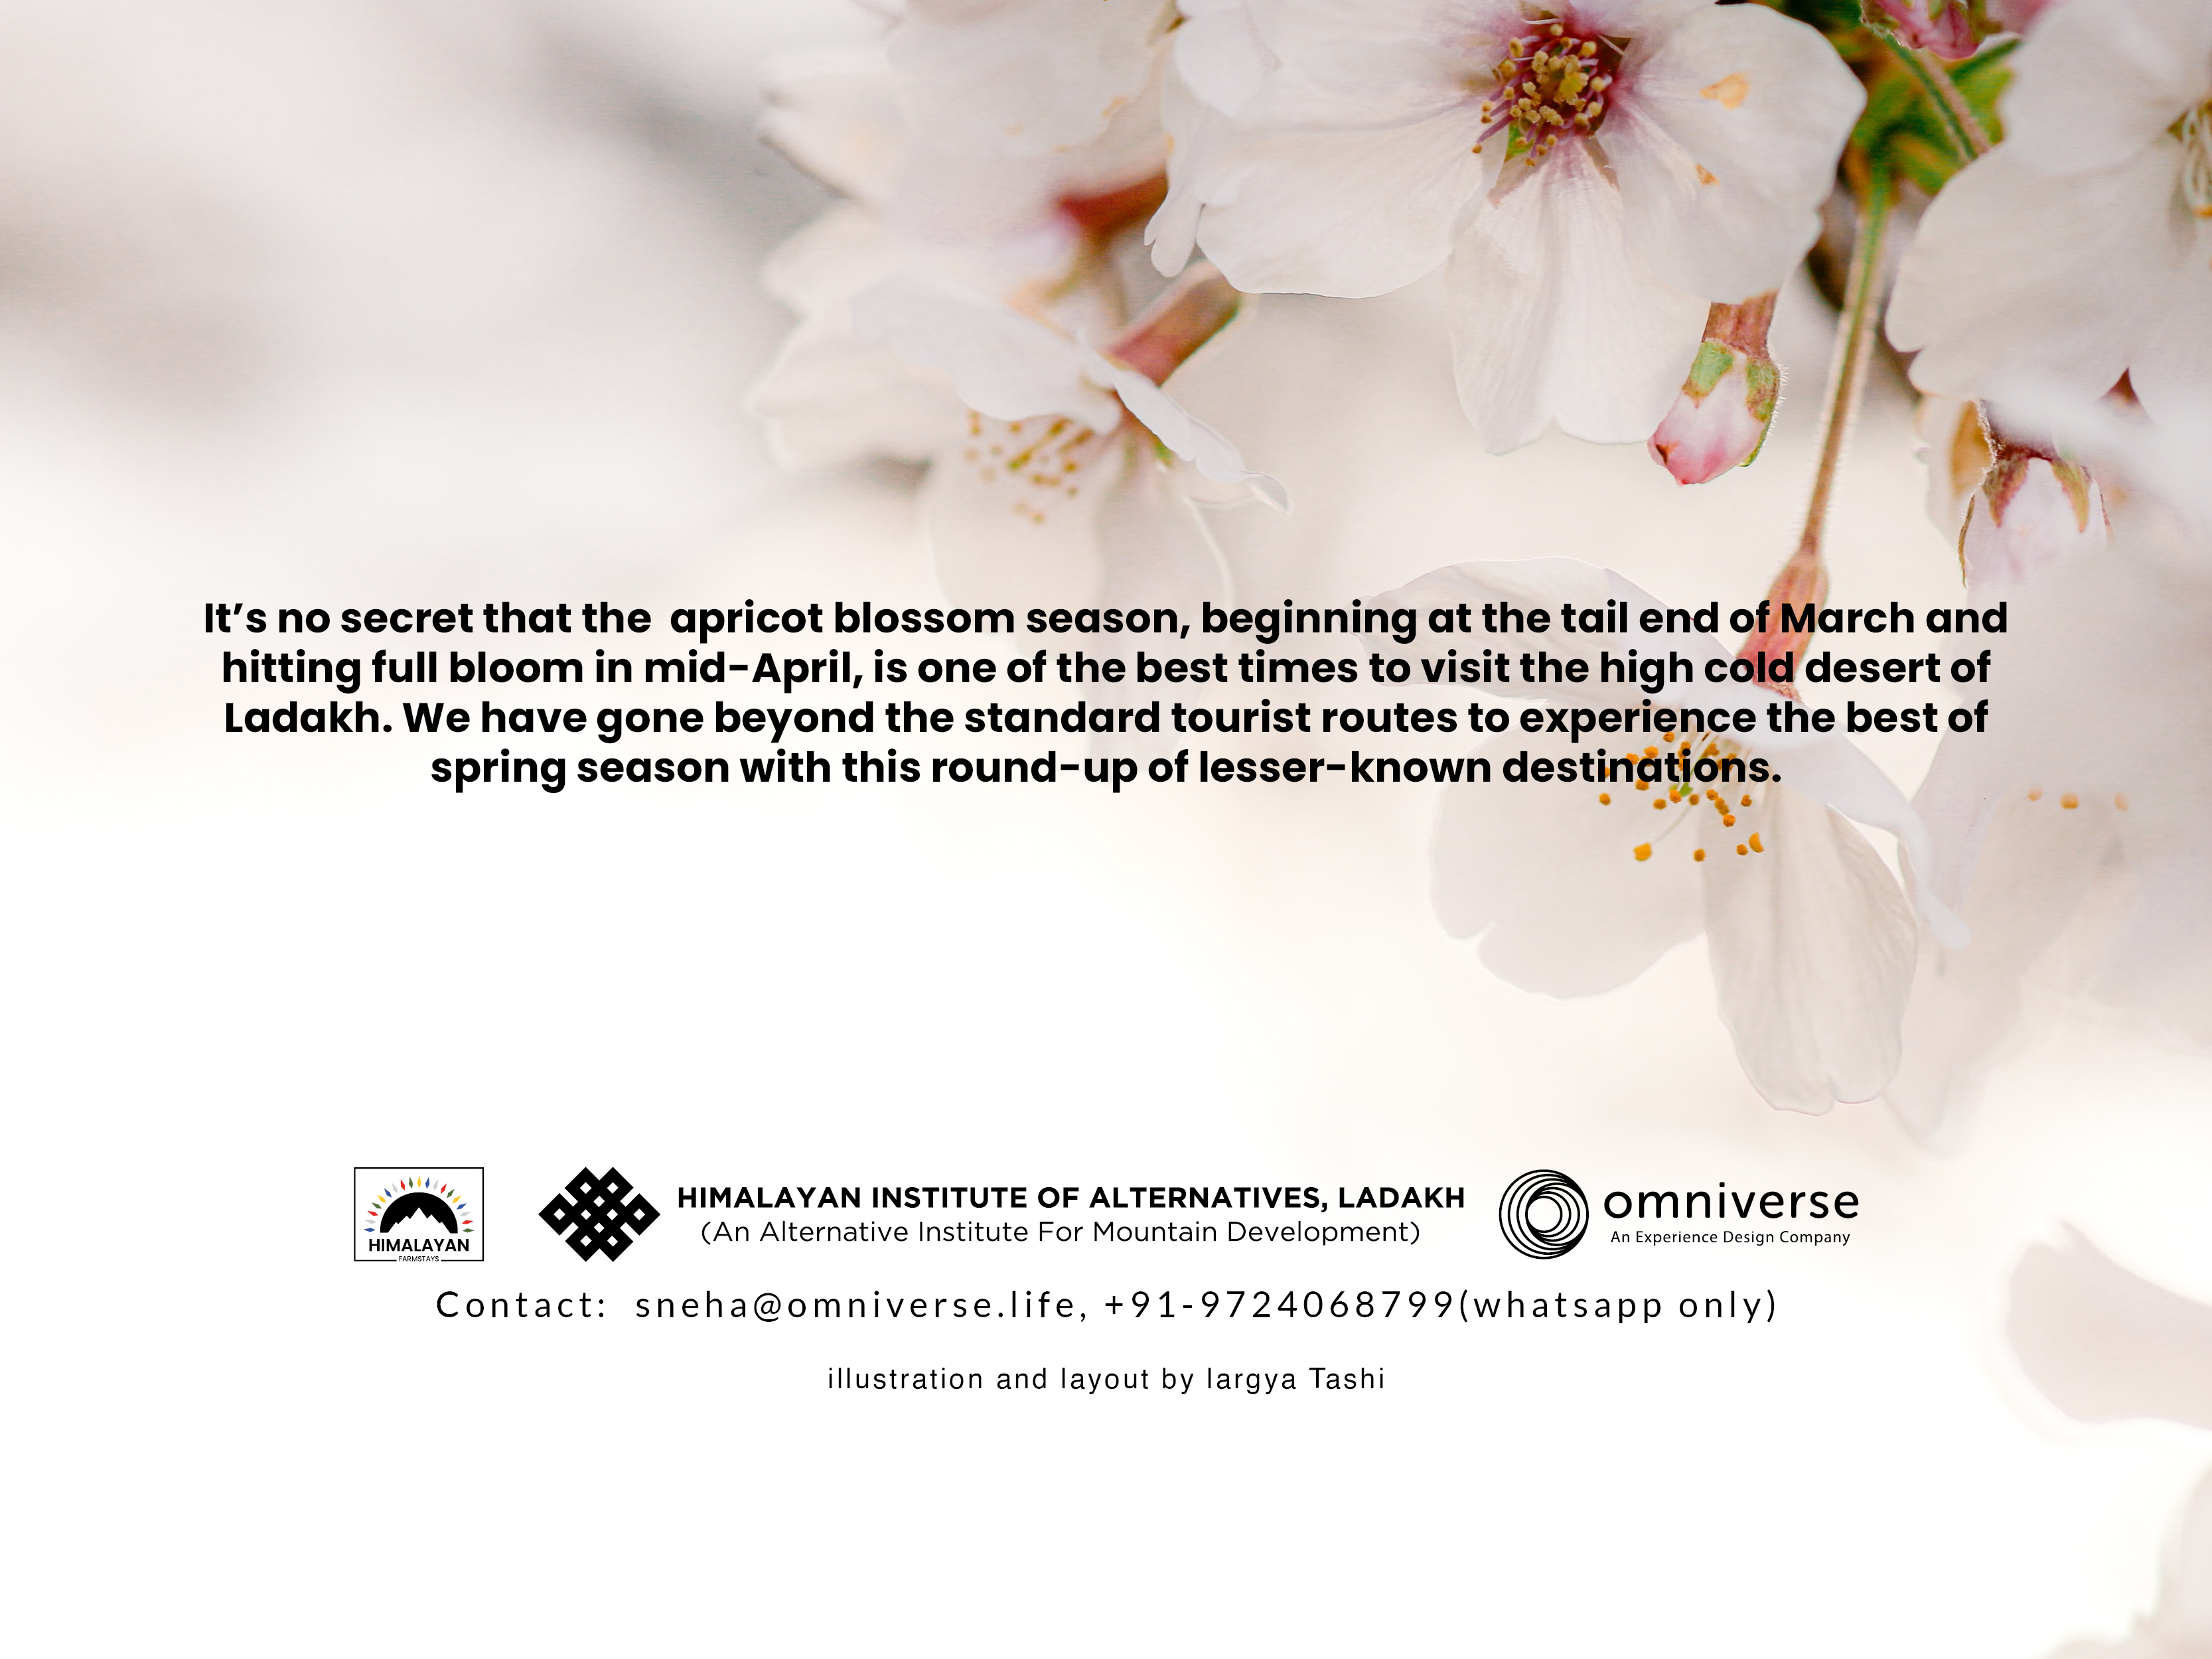 It’s no secret that the  apricot blossom season, beginning at the tail end of March and
hitting full bloom in mid-April, is one of the best times to visit the high cold desert of
Ladakh. We have gone beyond the standard tourist routes to experience the best of
spring season with this round-up of lesser-known destinations.
HIMALAYAN
FARMSTAYS
HIMALAYAN INSTITUTE OF ALTERNATIVES, LADAKH
(An Alternative Institute For Mountain Development)
omniverse
An Experience Design Company
Contact:  sneha@omniverse.life, +91-9724068799(whatsapp only)
illustration and layout by largya Tashi